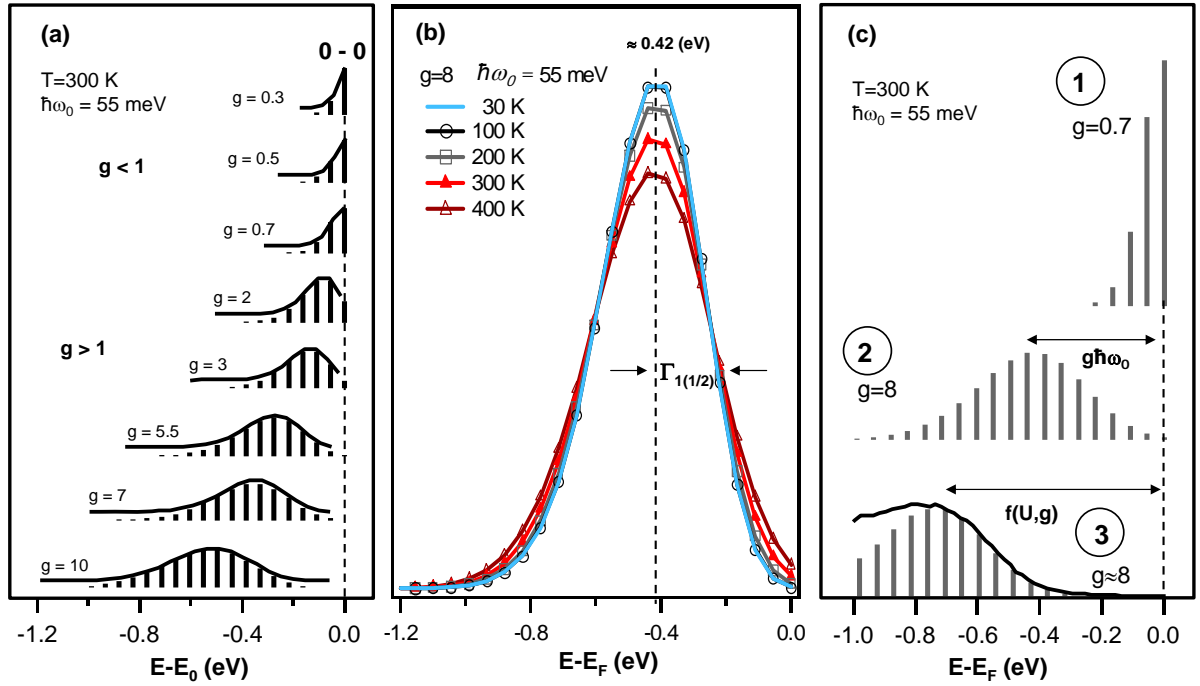 (a)
0 - 0
T=300 K
ħω₀ = 55 meV
g = 0.3
g < 1
g = 0.5
g = 0.7
g = 2
g > 1
g = 3
g = 5.5
g = 7
g = 10
-1.2 -0.8 -0.4 0.0
E-E₀ (eV)
(b)
≈ 0.42 (eV)
g=8 ħω₀ = 55 meV
30 K
100 K
200 K
300 K
400 K
Γ1(1/2)
-1.2 -0.8 -0.4 0.0
E-E_F (eV)
(c)
T=300 K
ħω₀ = 55 meV
1
g=0.7
2
g=8
għω₀
f(U,g)
3
g≈8
-1.0 -0.8 -0.6 -0.4 -0.2 0.0
E-E_F (eV)